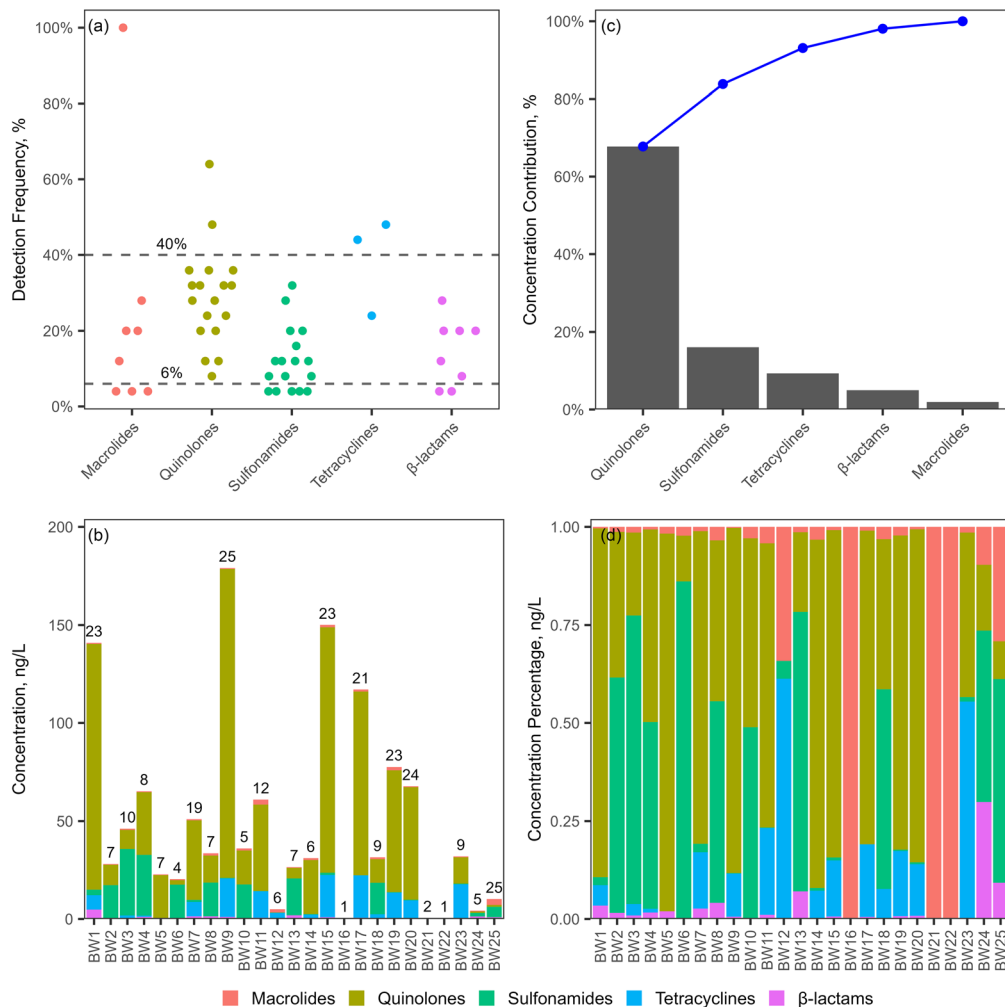 (a)
Detection Frequency, %
100%
80%
60%
40%
20%
0%
40%
6%
Macrolides
Quinolones
Sulfonamides
Tetracyclines
β-lactams
(c)
Concentration Contribution, %
100%
80%
60%
40%
20%
0%
Quinolones
Sulfonamides
Tetracyclines
β-lactams
Macrolides
(b)
Concentration, ng/L
200
150
100
50
0
23
7
10
8
7
4
19
7
25
5
12
6
7
6
23
1
21
9
23
24
2
1
9
5
25
BW1
BW2
BW3
BW4
BW5
BW6
BW7
BW8
BW9
BW10
BW11
BW12
BW13
BW14
BW15
BW16
BW17
BW18
BW19
BW20
BW21
BW22
BW23
BW24
BW25
(d)
Concentration Percentage, ng/L
1.00
0.75
0.50
0.25
0.00
BW1
BW2
BW3
BW4
BW5
BW6
BW7
BW8
BW9
BW10
BW11
BW12
BW13
BW14
BW15
BW16
BW17
BW18
BW19
BW20
BW21
BW22
BW23
BW24
BW25
Macrolides Quinolones Sulfonamides Tetracyclines β-lactams